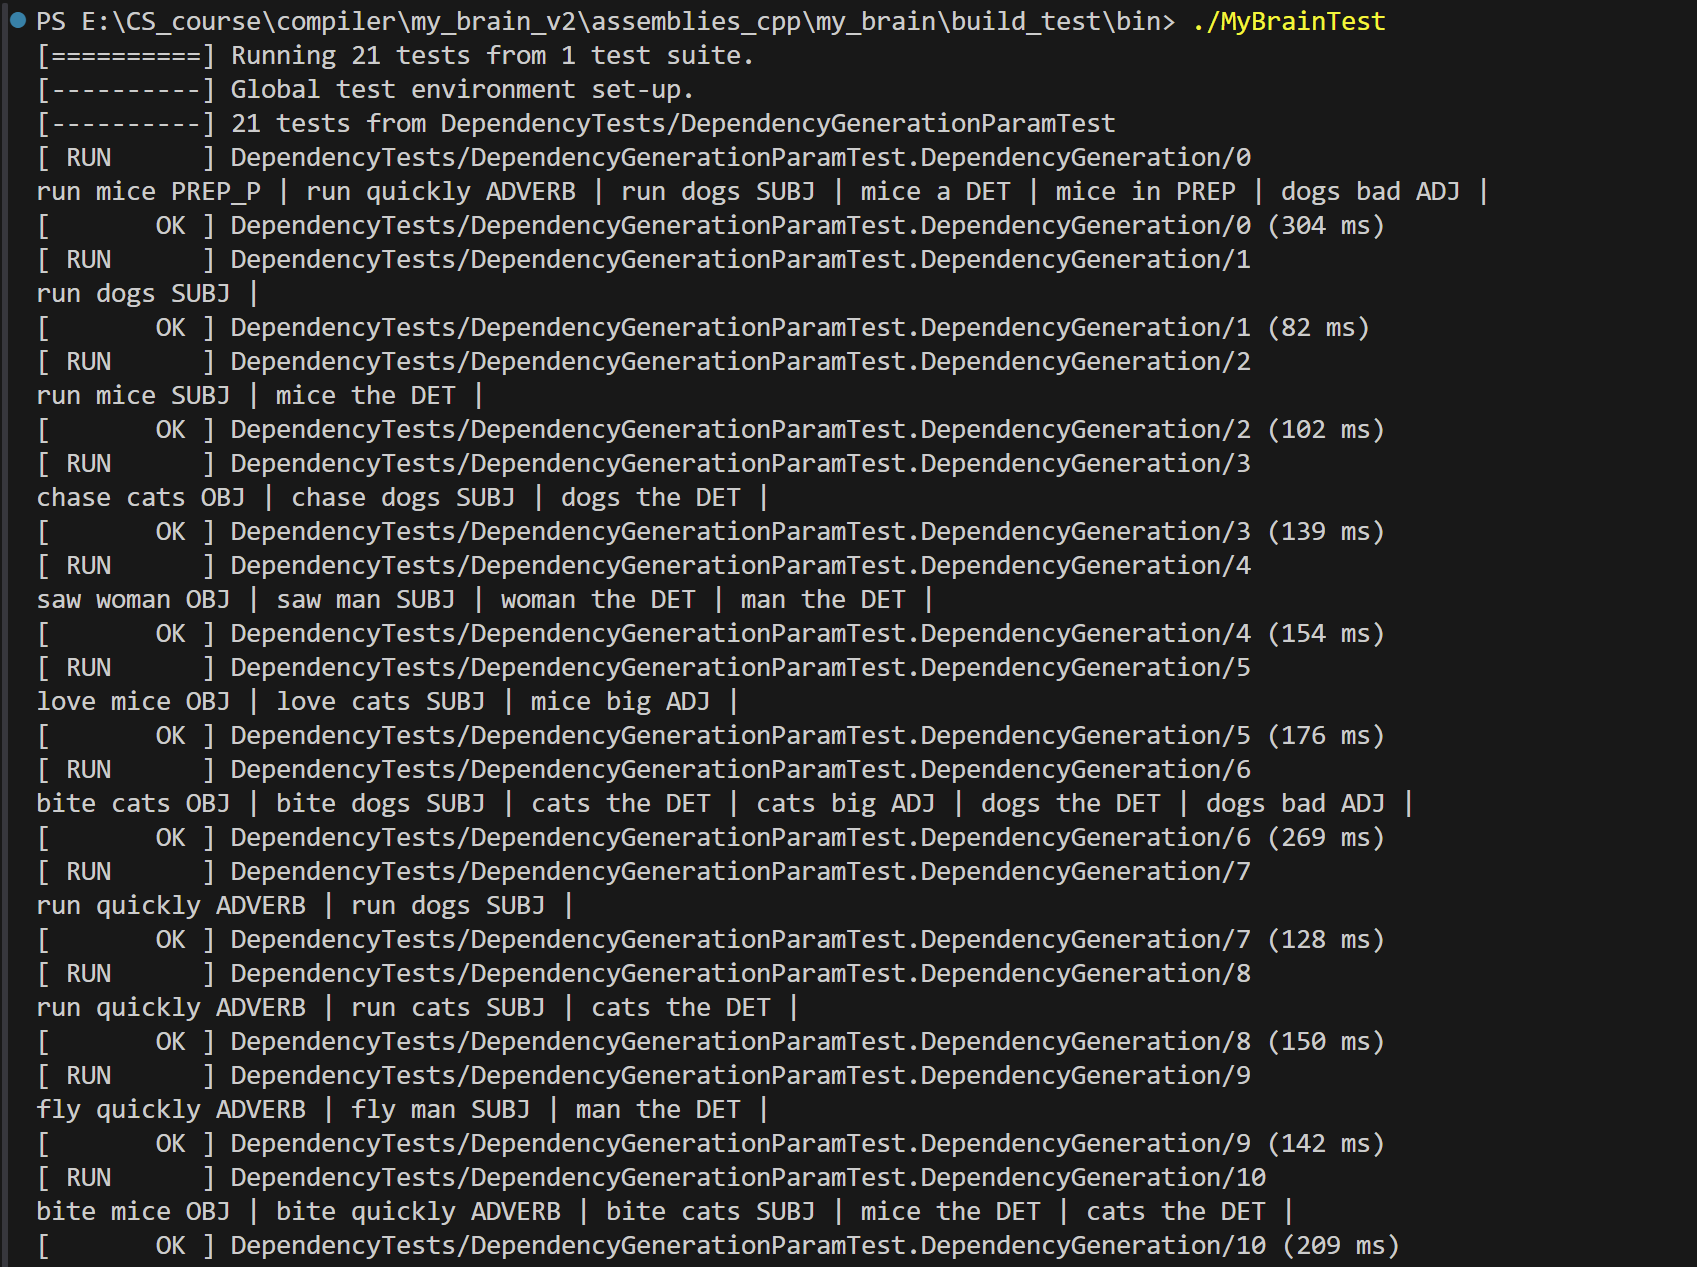 PS E:\CS_course\compiler\my_brain_v2\assemblies_cpp\my_brain\build_test\bin> ./MyBrainTest
[==========] Running 21 tests from 1 test suite.
[----------] Global test environment set-up.
[----------] 21 tests from DependencyTests/DependencyGenerationParamTest
[ RUN      ] DependencyTests/DependencyGenerationParamTest.DependencyGeneration/0
run mice PREP_P | run quickly ADVERB | run dogs SUBJ | mice a DET | mice in PREP | dogs bad ADJ |
[       OK ] DependencyTests/DependencyGenerationParamTest.DependencyGeneration/0 (304 ms)
[ RUN      ] DependencyTests/DependencyGenerationParamTest.DependencyGeneration/1
run dogs SUBJ |
[       OK ] DependencyTests/DependencyGenerationParamTest.DependencyGeneration/1 (82 ms)
[ RUN      ] DependencyTests/DependencyGenerationParamTest.DependencyGeneration/2
run mice SUBJ | mice the DET |
[       OK ] DependencyTests/DependencyGenerationParamTest.DependencyGeneration/2 (102 ms)
[ RUN      ] DependencyTests/DependencyGenerationParamTest.DependencyGeneration/3
chase cats OBJ | chase dogs SUBJ | dogs the DET |
[       OK ] DependencyTests/DependencyGenerationParamTest.DependencyGeneration/3 (139 ms)
[ RUN      ] DependencyTests/DependencyGenerationParamTest.DependencyGeneration/4
saw woman OBJ | saw man SUBJ | woman the DET | man the DET |
[       OK ] DependencyTests/DependencyGenerationParamTest.DependencyGeneration/4 (154 ms)
[ RUN      ] DependencyTests/DependencyGenerationParamTest.DependencyGeneration/5
love mice OBJ | love cats SUBJ | mice big ADJ |
[       OK ] DependencyTests/DependencyGenerationParamTest.DependencyGeneration/5 (176 ms)
[ RUN      ] DependencyTests/DependencyGenerationParamTest.DependencyGeneration/6
bite cats OBJ | bite dogs SUBJ | cats the DET | cats big ADJ | dogs the DET | dogs bad ADJ |
[       OK ] DependencyTests/DependencyGenerationParamTest.DependencyGeneration/6 (269 ms)
[ RUN      ] DependencyTests/DependencyGenerationParamTest.DependencyGeneration/7
run quickly ADVERB | run dogs SUBJ |
[       OK ] DependencyTests/DependencyGenerationParamTest.DependencyGeneration/7 (128 ms)
[ RUN      ] DependencyTests/DependencyGenerationParamTest.DependencyGeneration/8
run quickly ADVERB | run cats SUBJ | cats the DET |
[       OK ] DependencyTests/DependencyGenerationParamTest.DependencyGeneration/8 (150 ms)
[ RUN      ] DependencyTests/DependencyGenerationParamTest.DependencyGeneration/9
fly quickly ADVERB | fly man SUBJ | man the DET |
[       OK ] DependencyTests/DependencyGenerationParamTest.DependencyGeneration/9 (142 ms)
[ RUN      ] DependencyTests/DependencyGenerationParamTest.DependencyGeneration/10
bite mice OBJ | bite quickly ADVERB | bite cats SUBJ | mice the DET | cats the DET |
[       OK ] DependencyTests/DependencyGenerationParamTest.DependencyGeneration/10 (209 ms)